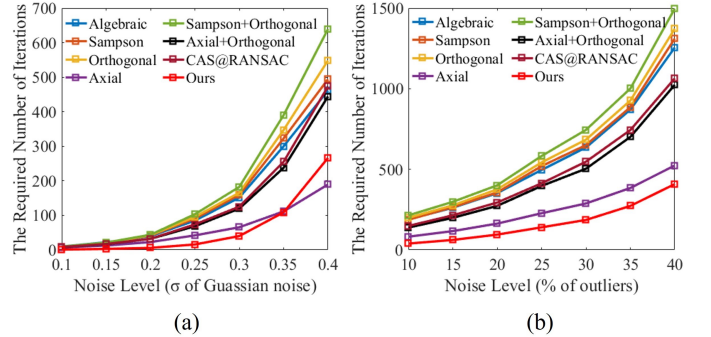 The Required Number of Iterations
700
600
500
400
300
200
100
0
Algebraic
Sampson
Orthogonal
Axial
Sampson+Orthogonal
Axial+Orthogonal
CAS@RANSAC
Ours
0.1 0.15 0.2 0.25 0.3 0.35 0.4
Noise Level (σ of Guassian noise)
(a)
The Required Number of Iterations
1500
1000
500
0
Algebraic
Sampson
Orthogonal
Axial
Sampson+Orthogonal
Axial+Orthogonal
CAS@RANSAC
Ours
10 15 20 25 30 35 40
Noise Level (% of outliers)
(b)